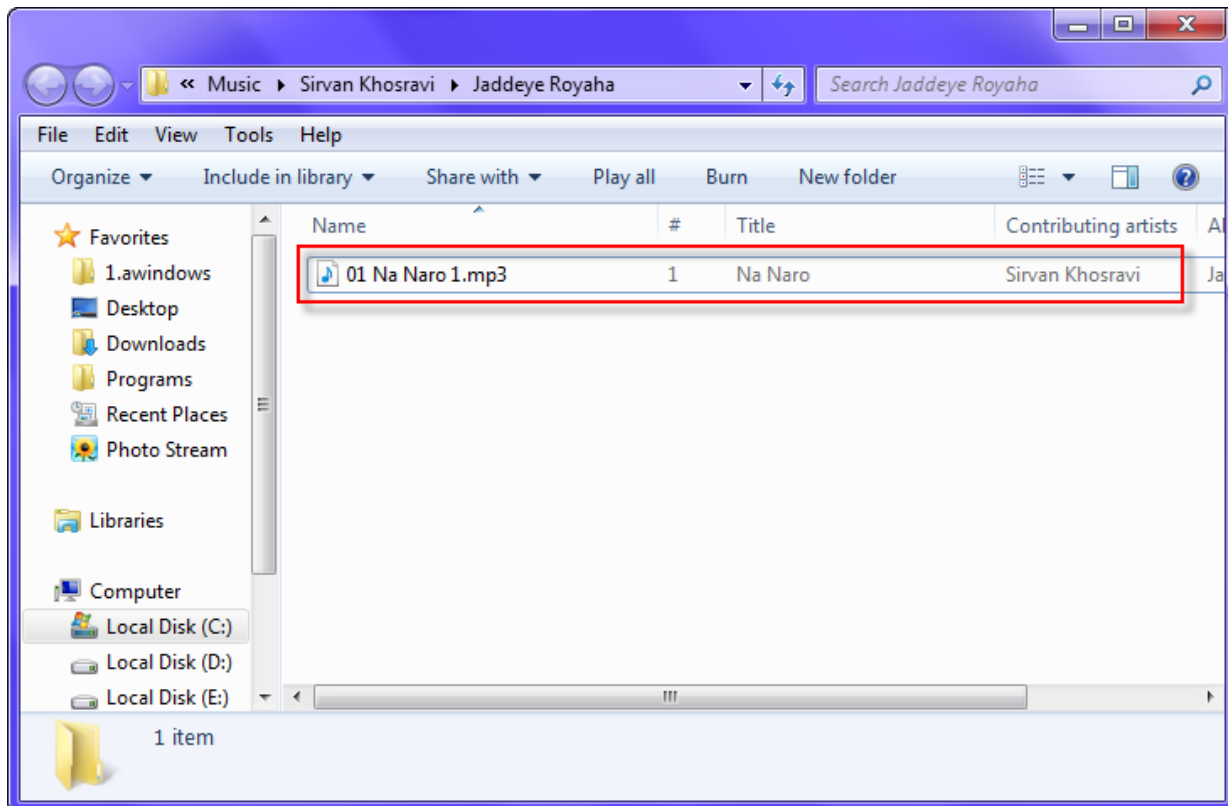 « Music Sirvan Khosravi Jaddeye Royaha Search Jaddeye Royaha
File Edit View Tools Help
Organize Include in library Share with Play all Burn New folder
Name # Title Contributing artists Al
01 Na Naro 1.mp3 1 Na Naro Sirvan Khosravi Ja
Favorites
1.awindows
Desktop
Downloads
Programs
Recent Places
Photo Stream
Libraries
Computer
Local Disk (C:)
Local Disk (D:)
Local Disk (E:)
1 item